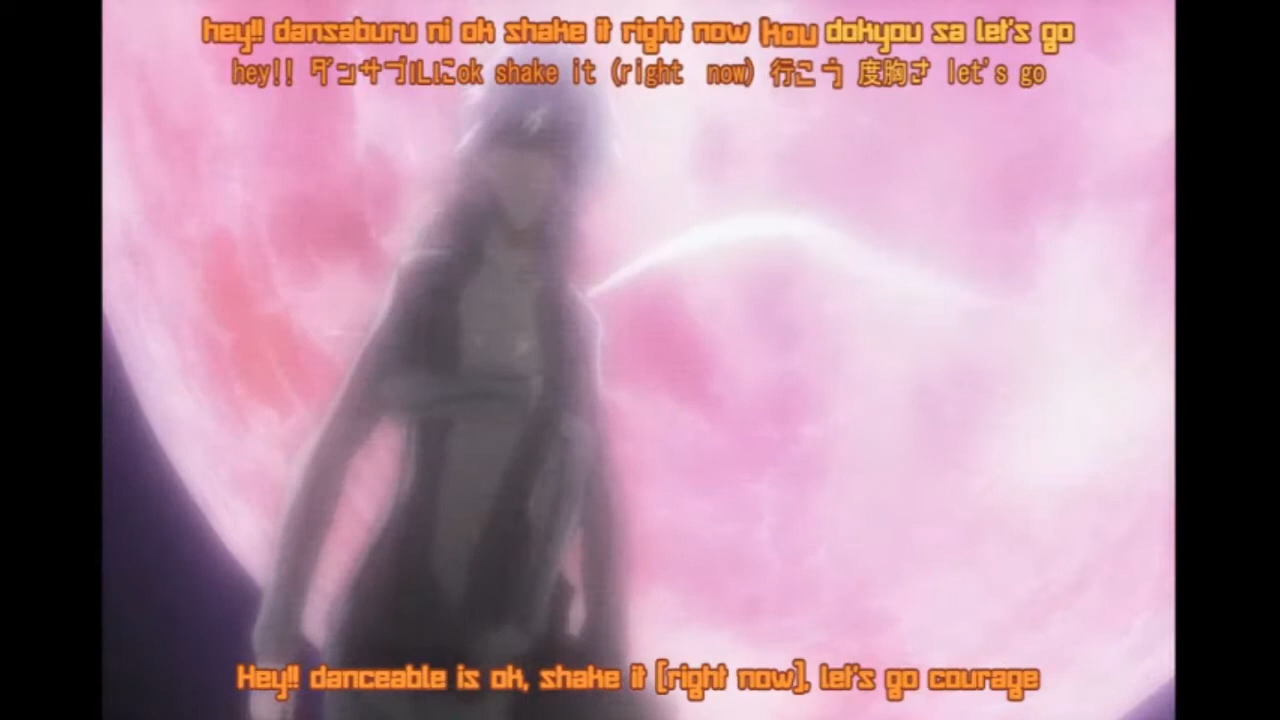 hey!! dansaburu ni ok shake it right now kou dokyou sa let's go
hey!! ダンサブルにok shake it (right now) 行こう 度胸さ let's go
Hey!! danceable is ok, shake it (right now), let's go courage